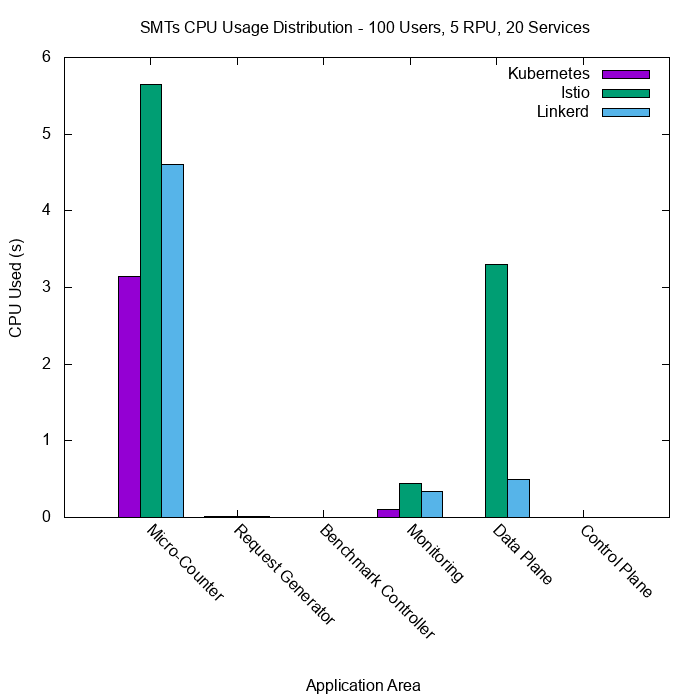 SMTs CPU Usage Distribution - 100 Users, 5 RPU, 20 Services
6
5
4
3
2
1
0
CPU Used (s)
Kubernetes
Istio
Linkerd
Micro-Counter
Request Generator
Benchmark Controller
Monitoring
Data Plane
Control Plane
Application Area